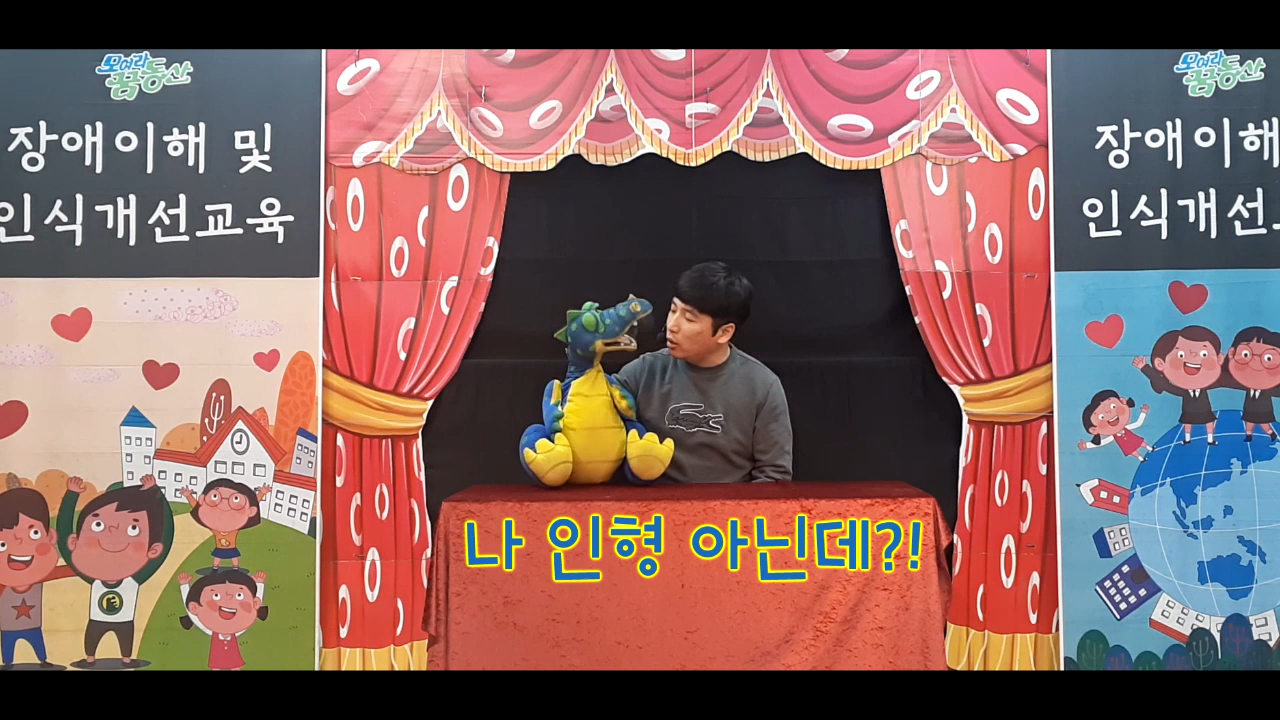 모여라
꿈동산
장애이해 및
인식개선교육
모여라
꿈동산
장애이해
인식개선
나 인형 아닌데?!